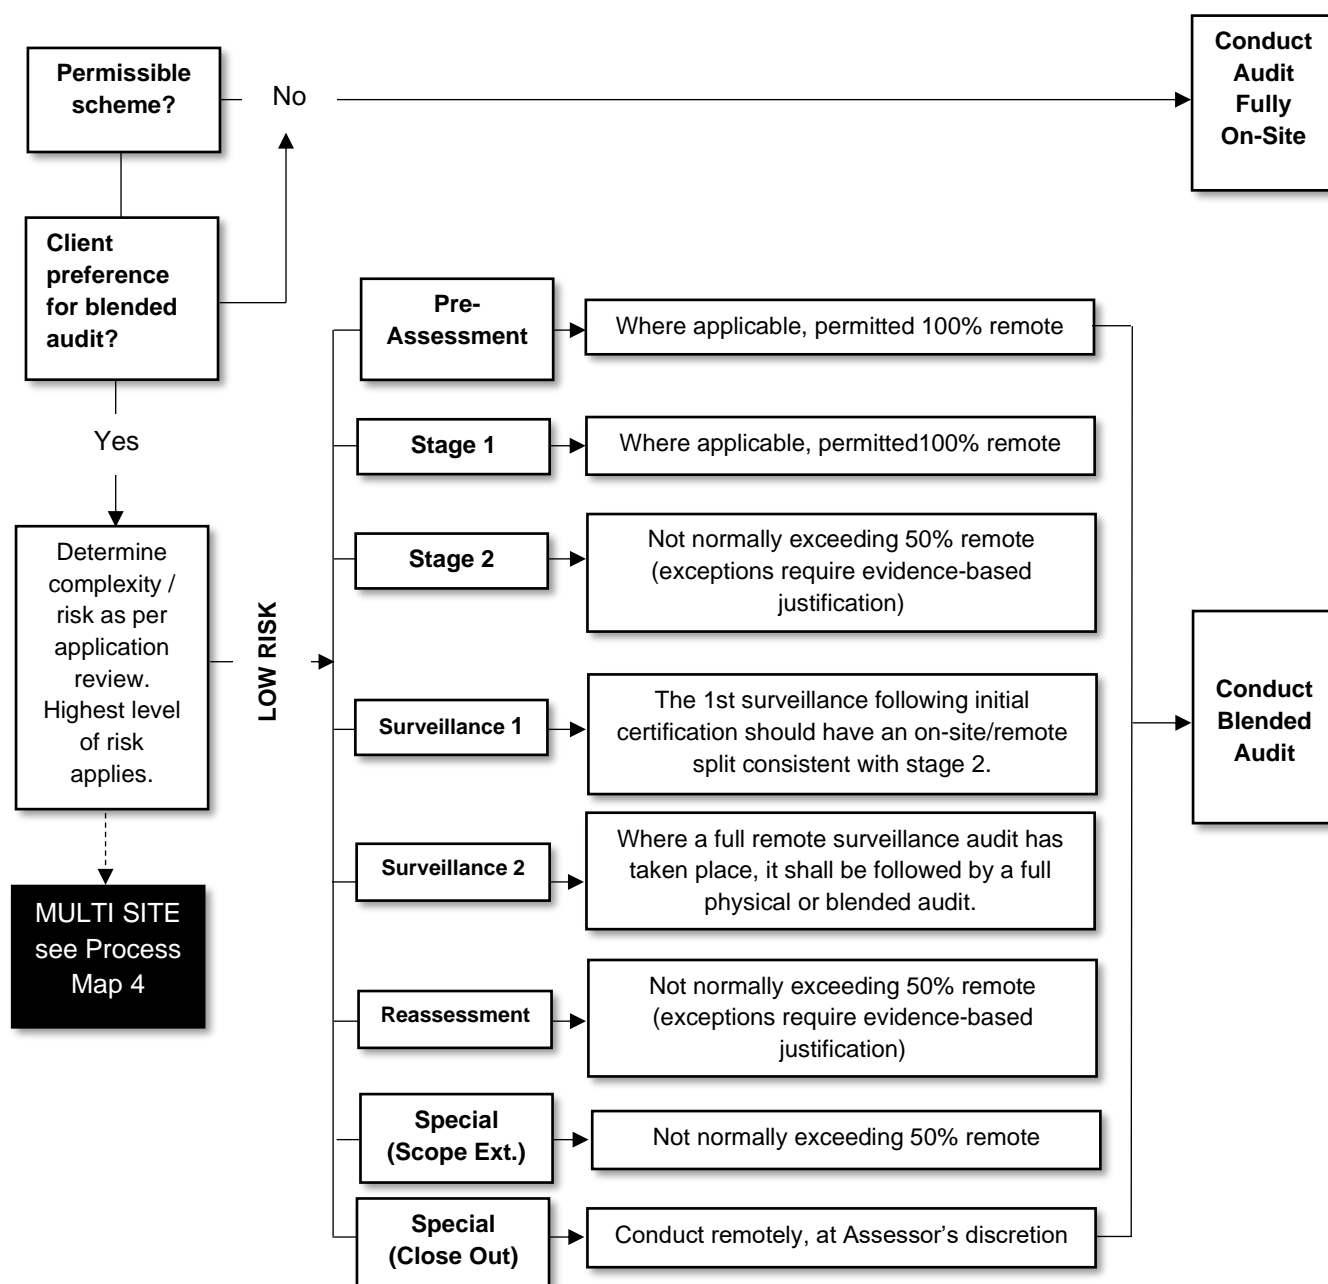 Permissible
scheme?
No
Conduct
Audit
Fully
On-Site
Client
preference
for blended
audit?
Yes
Determine
complexity /
risk as per
application
review.
Highest level
of risk
applies.
MULTI SITE
see Process
Map 4
LOW RISK
Pre-
Assessment
Where applicable, permitted 100% remote
Stage 1
Where applicable, permitted100% remote
Stage 2
Not normally exceeding 50% remote
(exceptions require evidence-based
justification)
Surveillance 1
The 1st surveillance following initial
certification should have an on-site/remote
split consistent with stage 2.
Surveillance 2
Where a full remote surveillance audit has
taken place, it shall be followed by a full
physical or blended audit.
Reassessment
Not normally exceeding 50% remote
(exceptions require evidence-based
justification)
Special
(Scope Ext.)
Not normally exceeding 50% remote
Special
(Close Out)
Conduct remotely, at Assessor’s discretion
Conduct
Blended
Audit